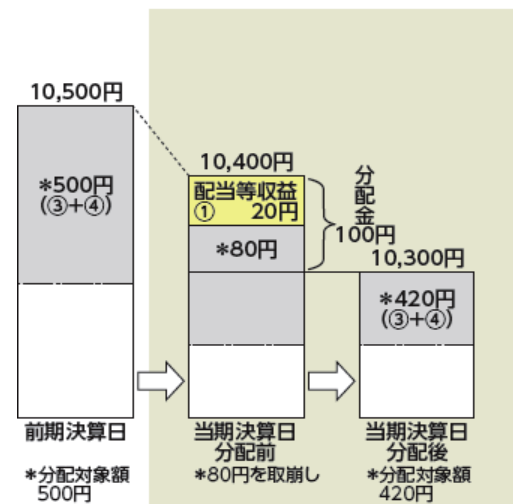 10,500円
*500円
(③+④)
10,400円
配当等収益
① 20円
*80円
分配金
100円
10,300円
*420円
(③+④)
前期決算日
*分配対象額
500円
当期決算日
分配前
*80円を取崩し
当期決算日
分配後
*分配対象額
420円